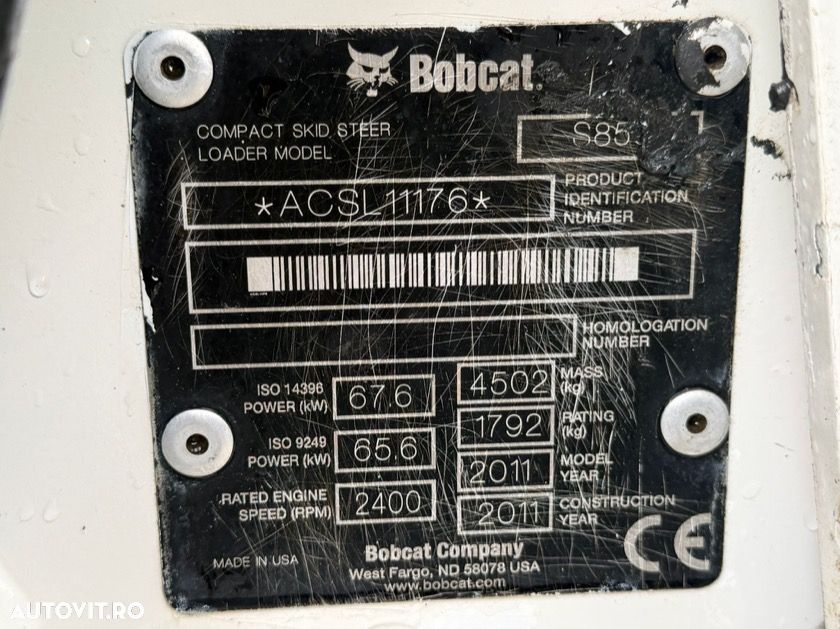 Bobcat.
COMPACT SKID STEER
LOADER MODEL
S85
*ACSL11176*
PRODUCT
IDENTIFICATION
NUMBER
HOMOLOGATION
NUMBER
ISO 14396
POWER (kW)
67.6
4502
MASS
(kg)
1792
RATING
(kg)
ISO 9249
POWER (kW)
65.6
2011
MODEL
YEAR
RATED ENGINE
SPEED (RPM)
2400
2011
CONSTRUCTION
YEAR
CE
MADE IN USA
Bobcat Company
West Fargo, ND 58078 USA
www.bobcat.com
AUTOVIT.RO